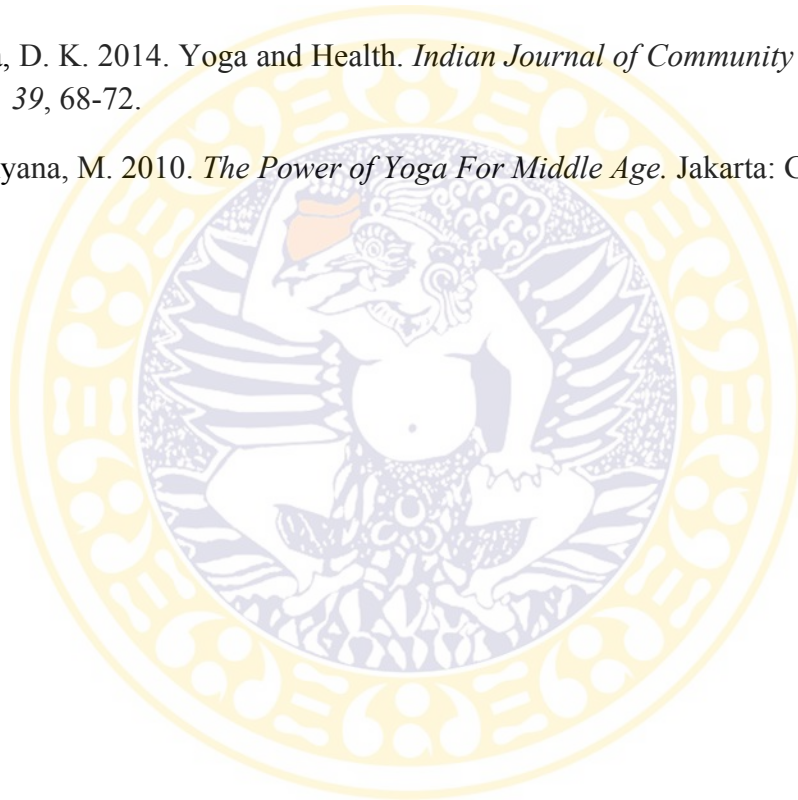 , D. K. 2014. Yoga and Health. Indian Journal of Community
39, 68-72.
yana, M. 2010. The Power of Yoga For Middle Age. Jakarta: